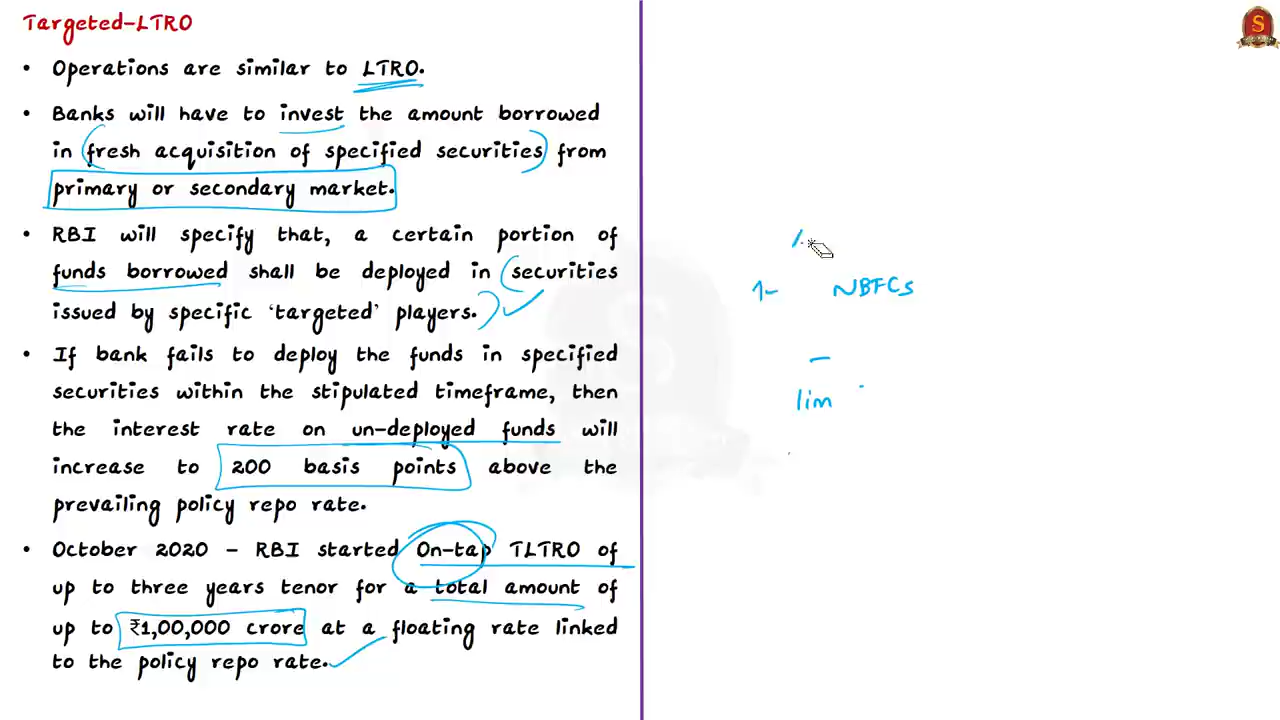 Targeted-LTRO
• Operations are similar to LTRO.
• Banks will have to invest the amount borrowed
in fresh acquisition of specified securities from
primary or secondary market.
• RBI will specify that, a certain portion of
funds borrowed shall be deployed in securities
issued by specific ‘targeted’ players.
• If bank fails to deploy the funds in specified
securities within the stipulated timeframe, then
the interest rate on un-deployed funds will
increase to 200 basis points above the
prevailing policy repo rate.
• October 2020 - RBI started On-tap TLTRO of
up to three years tenor for a total amount of
up to ₹1,00,000 crore at a floating rate linked
to the policy repo rate.
S
NBFCs
lim